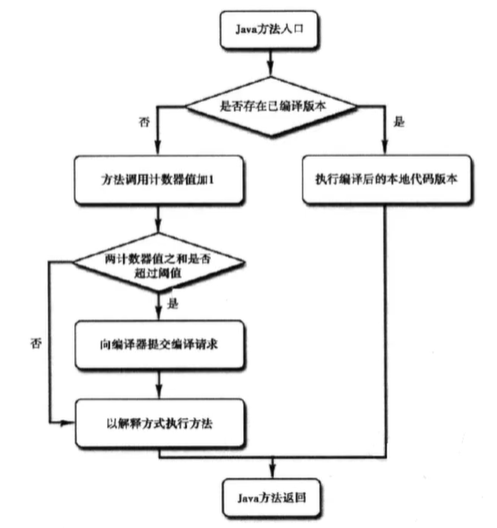 Java方法入口
是否存在已编译版本
否
是
方法调用计数器值加1
执行编译后的本地代码版本
两计数器值之和是否
超过阈值
是
否
向编译器提交编译请求
以解释方式执行方法
Java方法返回